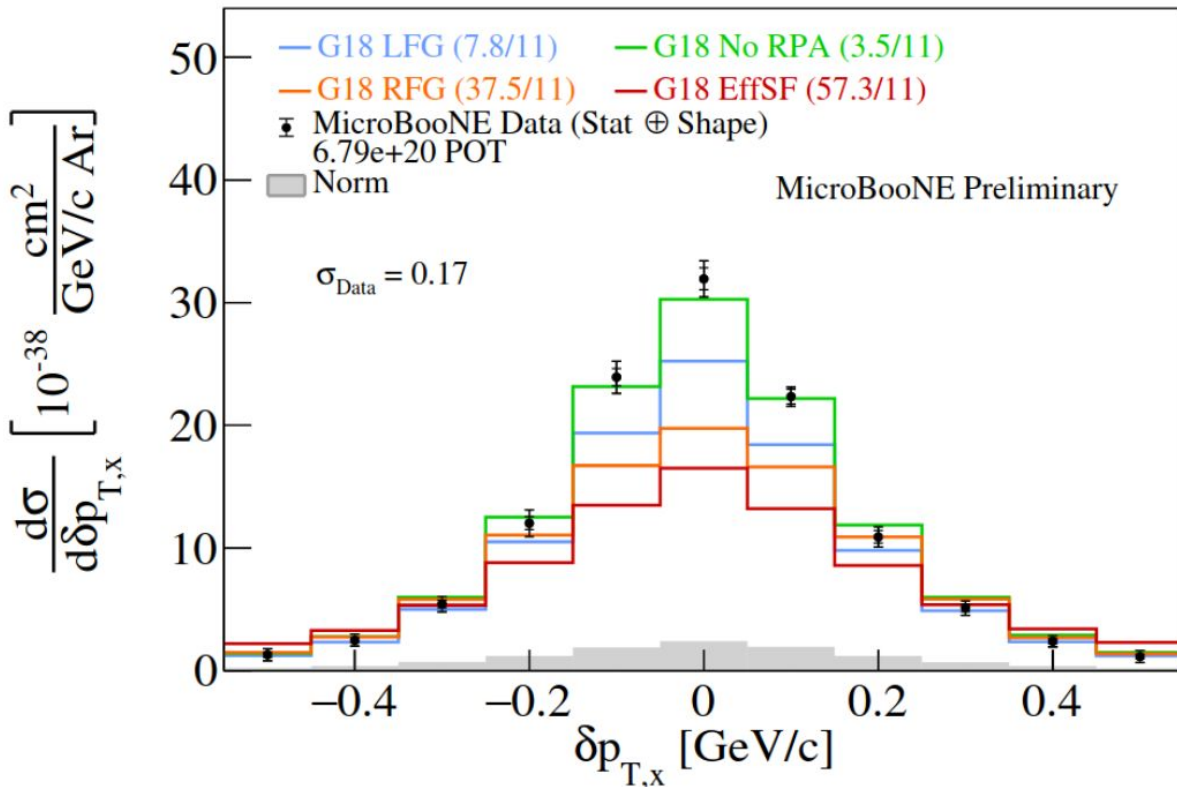 G18 LFG (7.8/11)
G18 No RPA (3.5/11)
G18 RFG (37.5/11)
G18 EffSF (57.3/11)
MicroBooNE Data (Stat ⊕ Shape)
6.79e+20 POT
Norm
MicroBooNE Preliminary
σ_Data = 0.17
dσ/dδp_T,x [10^-38 cm^2/GeV/c Ar]
50
40
30
20
10
0
−0.4 −0.2 0 0.2 0.4
δp_T,x [GeV/c]